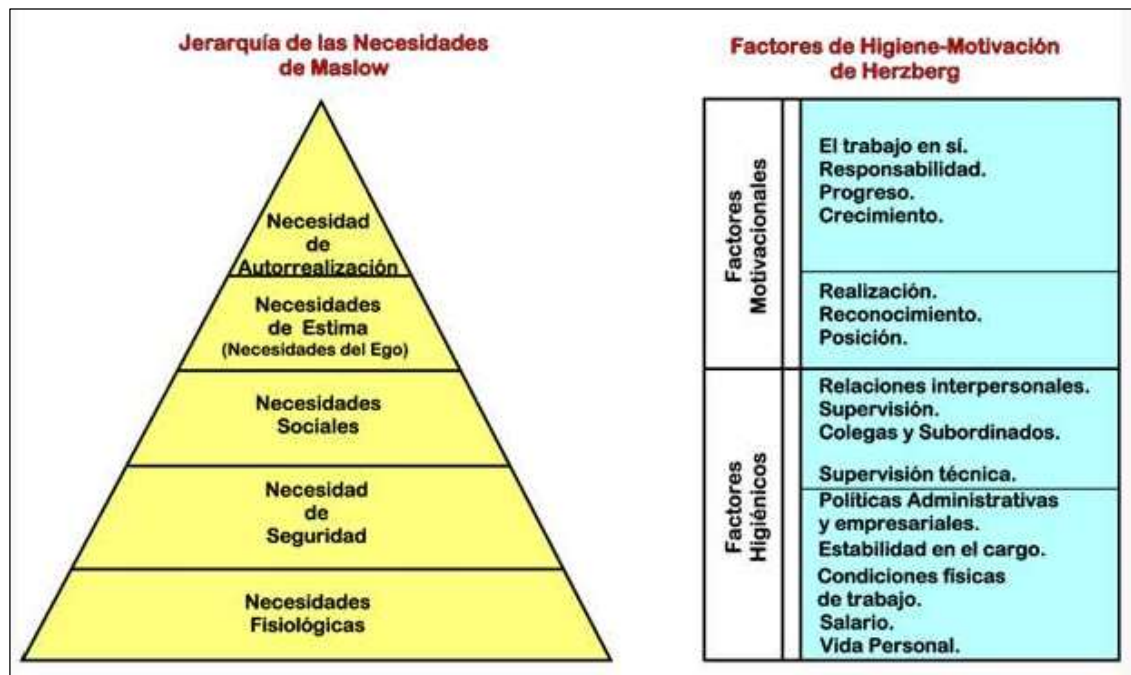 Jerarquía de las Necesidades
de Maslow
Necesidad
de
Autorrealización
Necesidades
de Estima
(Necesidades del Ego)
Necesidades
Sociales
Necesidad
de
Seguridad
Necesidades
Fisiológicas
Factores de Higiene-Motivación
de Herzberg
Factores
Motivacionales
El trabajo en sí.
Responsabilidad.
Progreso.
Crecimiento.
Realización.
Reconocimiento.
Posición.
Factores
Higiénicos
Relaciones interpersonales.
Supervisión.
Colegas y Subordinados.
Supervisión técnica.
Políticas Administrativas
y empresariales.
Estabilidad en el cargo.
Condiciones físicas
de trabajo.
Salario.
Vida Personal.